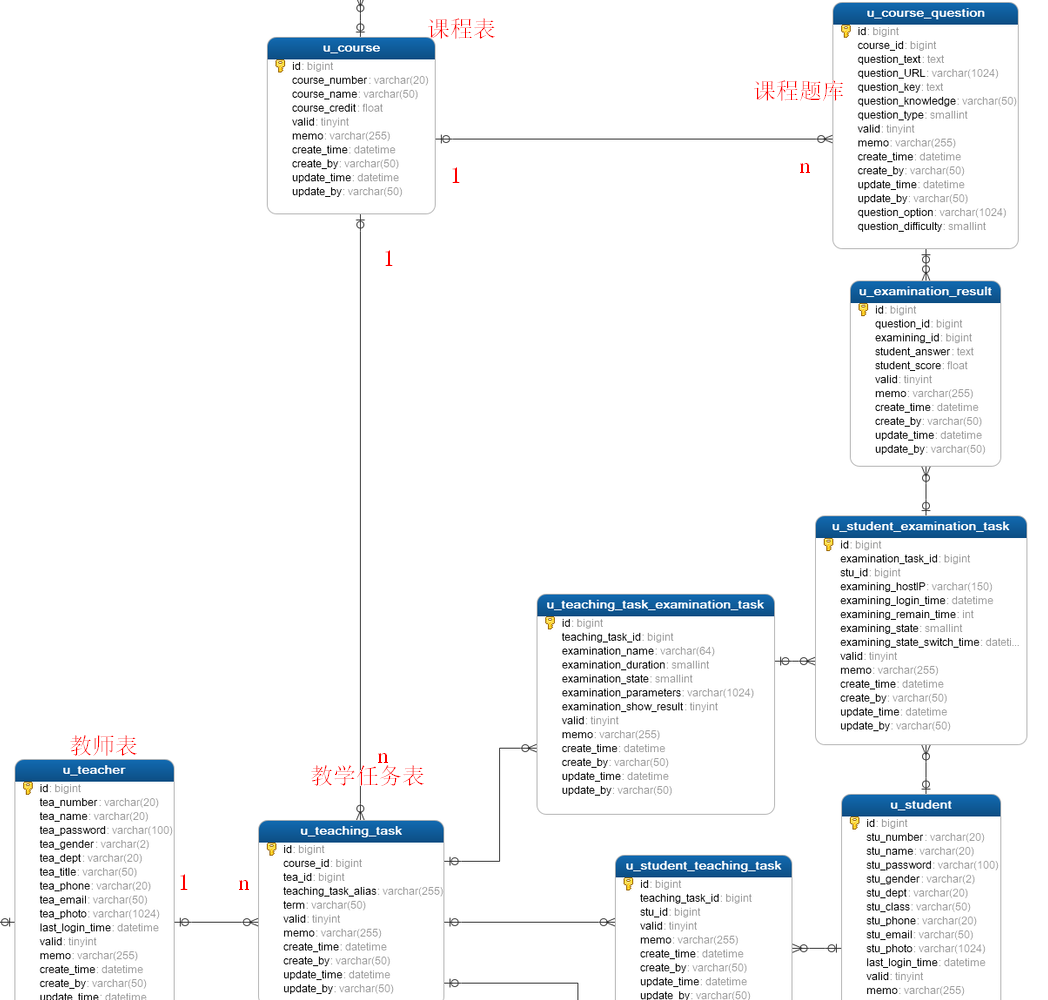 课程表
u_course
id: bigint
course_number: varchar(20)
course_name: varchar(50)
course_credit: float
valid: tinyint
memo: varchar(255)
create_time: datetime
create_by: varchar(50)
update_time: datetime
update_by: varchar(50)
1
n
1
课程题库
u_course_question
id: bigint
course_id: bigint
question_text: text
question_URL: varchar(1024)
question_key: text
question_knowledge: varchar(50)
question_type: smallint
valid: tinyint
memo: varchar(255)
create_time: datetime
create_by: varchar(50)
update_time: datetime
update_by: varchar(50)
question_option: varchar(1024)
question_difficulty: smallint
u_examination_result
id: bigint
question_id: bigint
examining_id: bigint
student_answer: text
student_score: float
valid: tinyint
memo: varchar(255)
create_time: datetime
create_by: varchar(50)
update_time: datetime
update_by: varchar(50)
u_student_examination_task
id: bigint
examination_task_id: bigint
stu_id: bigint
examining_hostIP: varchar(150)
examining_login_time: datetime
examining_remain_time: int
examining_state: smallint
examining_state_switch_time: dateti...
valid: tinyint
memo: varchar(255)
create_time: datetime
create_by: varchar(50)
update_time: datetime
update_by: varchar(50)
u_teaching_task_examination_task
id: bigint
teaching_task_id: bigint
examination_name: varchar(64)
examination_duration: smallint
examination_state: smallint
examination_parameters: varchar(1024)
examination_show_result: tinyint
valid: tinyint
memo: varchar(255)
create_time: datetime
create_by: varchar(50)
update_time: datetime
update_by: varchar(50)
教师表
u_teacher
id: bigint
tea_number: varchar(20)
tea_name: varchar(20)
tea_password: varchar(100)
tea_gender: varchar(2)
tea_dept: varchar(20)
tea_title: varchar(50)
tea_phone: varchar(20)
tea_email: varchar(50)
tea_photo: varchar(1024)
last_login_time: datetime
valid: tinyint
memo: varchar(255)
create_time: datetime
create_by: varchar(50)
update_time: datetime
1
n
n
教学任务表
u_teaching_task
id: bigint
course_id: bigint
tea_id: bigint
teaching_task_alias: varchar(255)
term: varchar(50)
valid: tinyint
memo: varchar(255)
create_time: datetime
create_by: varchar(50)
update_time: datetime
update_by: varchar(50)
u_student_teaching_task
id: bigint
teaching_task_id: bigint
stu_id: bigint
valid: tinyint
memo: varchar(255)
create_time: datetime
create_by: varchar(50)
update_time: datetime
update_by: varchar(50)
u_student
id: bigint
stu_number: varchar(20)
stu_name: varchar(20)
stu_password: varchar(100)
stu_gender: varchar(2)
stu_dept: varchar(20)
stu_class: varchar(50)
stu_phone: varchar(20)
stu_email: varchar(50)
stu_photo: varchar(1024)
last_login_time: datetime
valid: tinyint
memo: varchar(255)